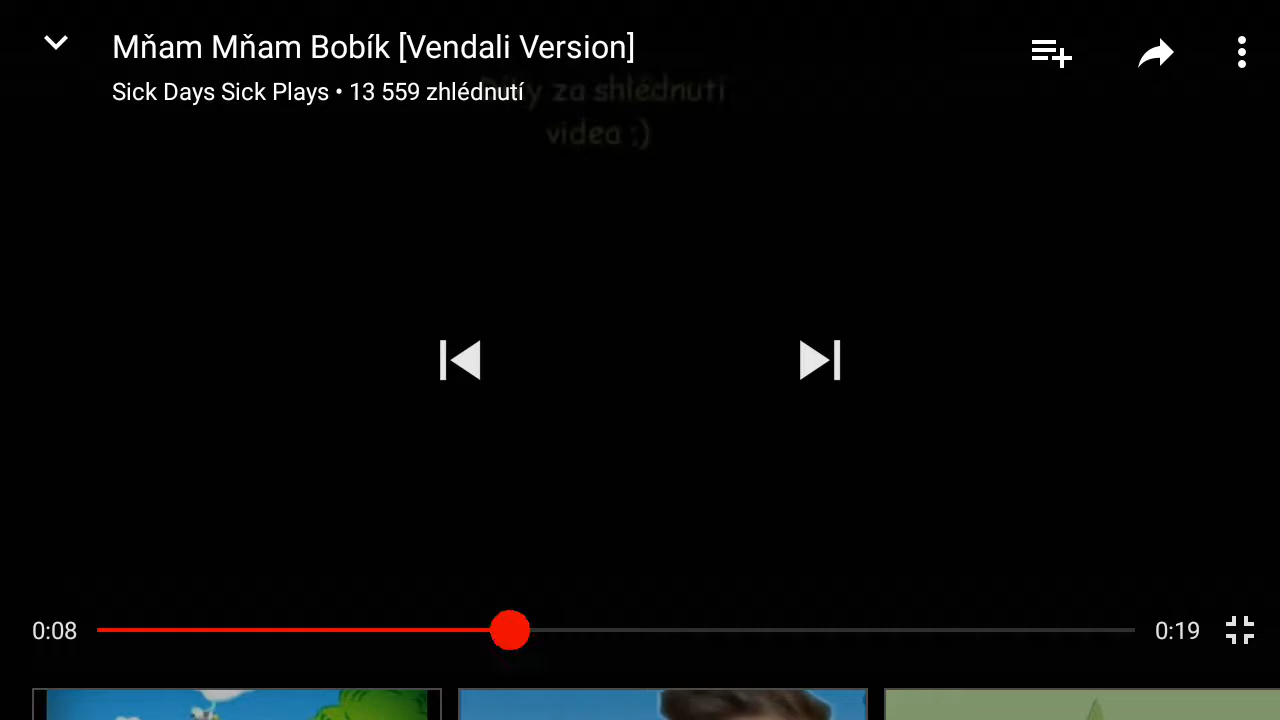 Mňam Mňam Bobík [Vendali Version]
Sick Days Sick Plays • 13 559 zhlédnutí
za shlédnutí
videa :)
0:08
0:19